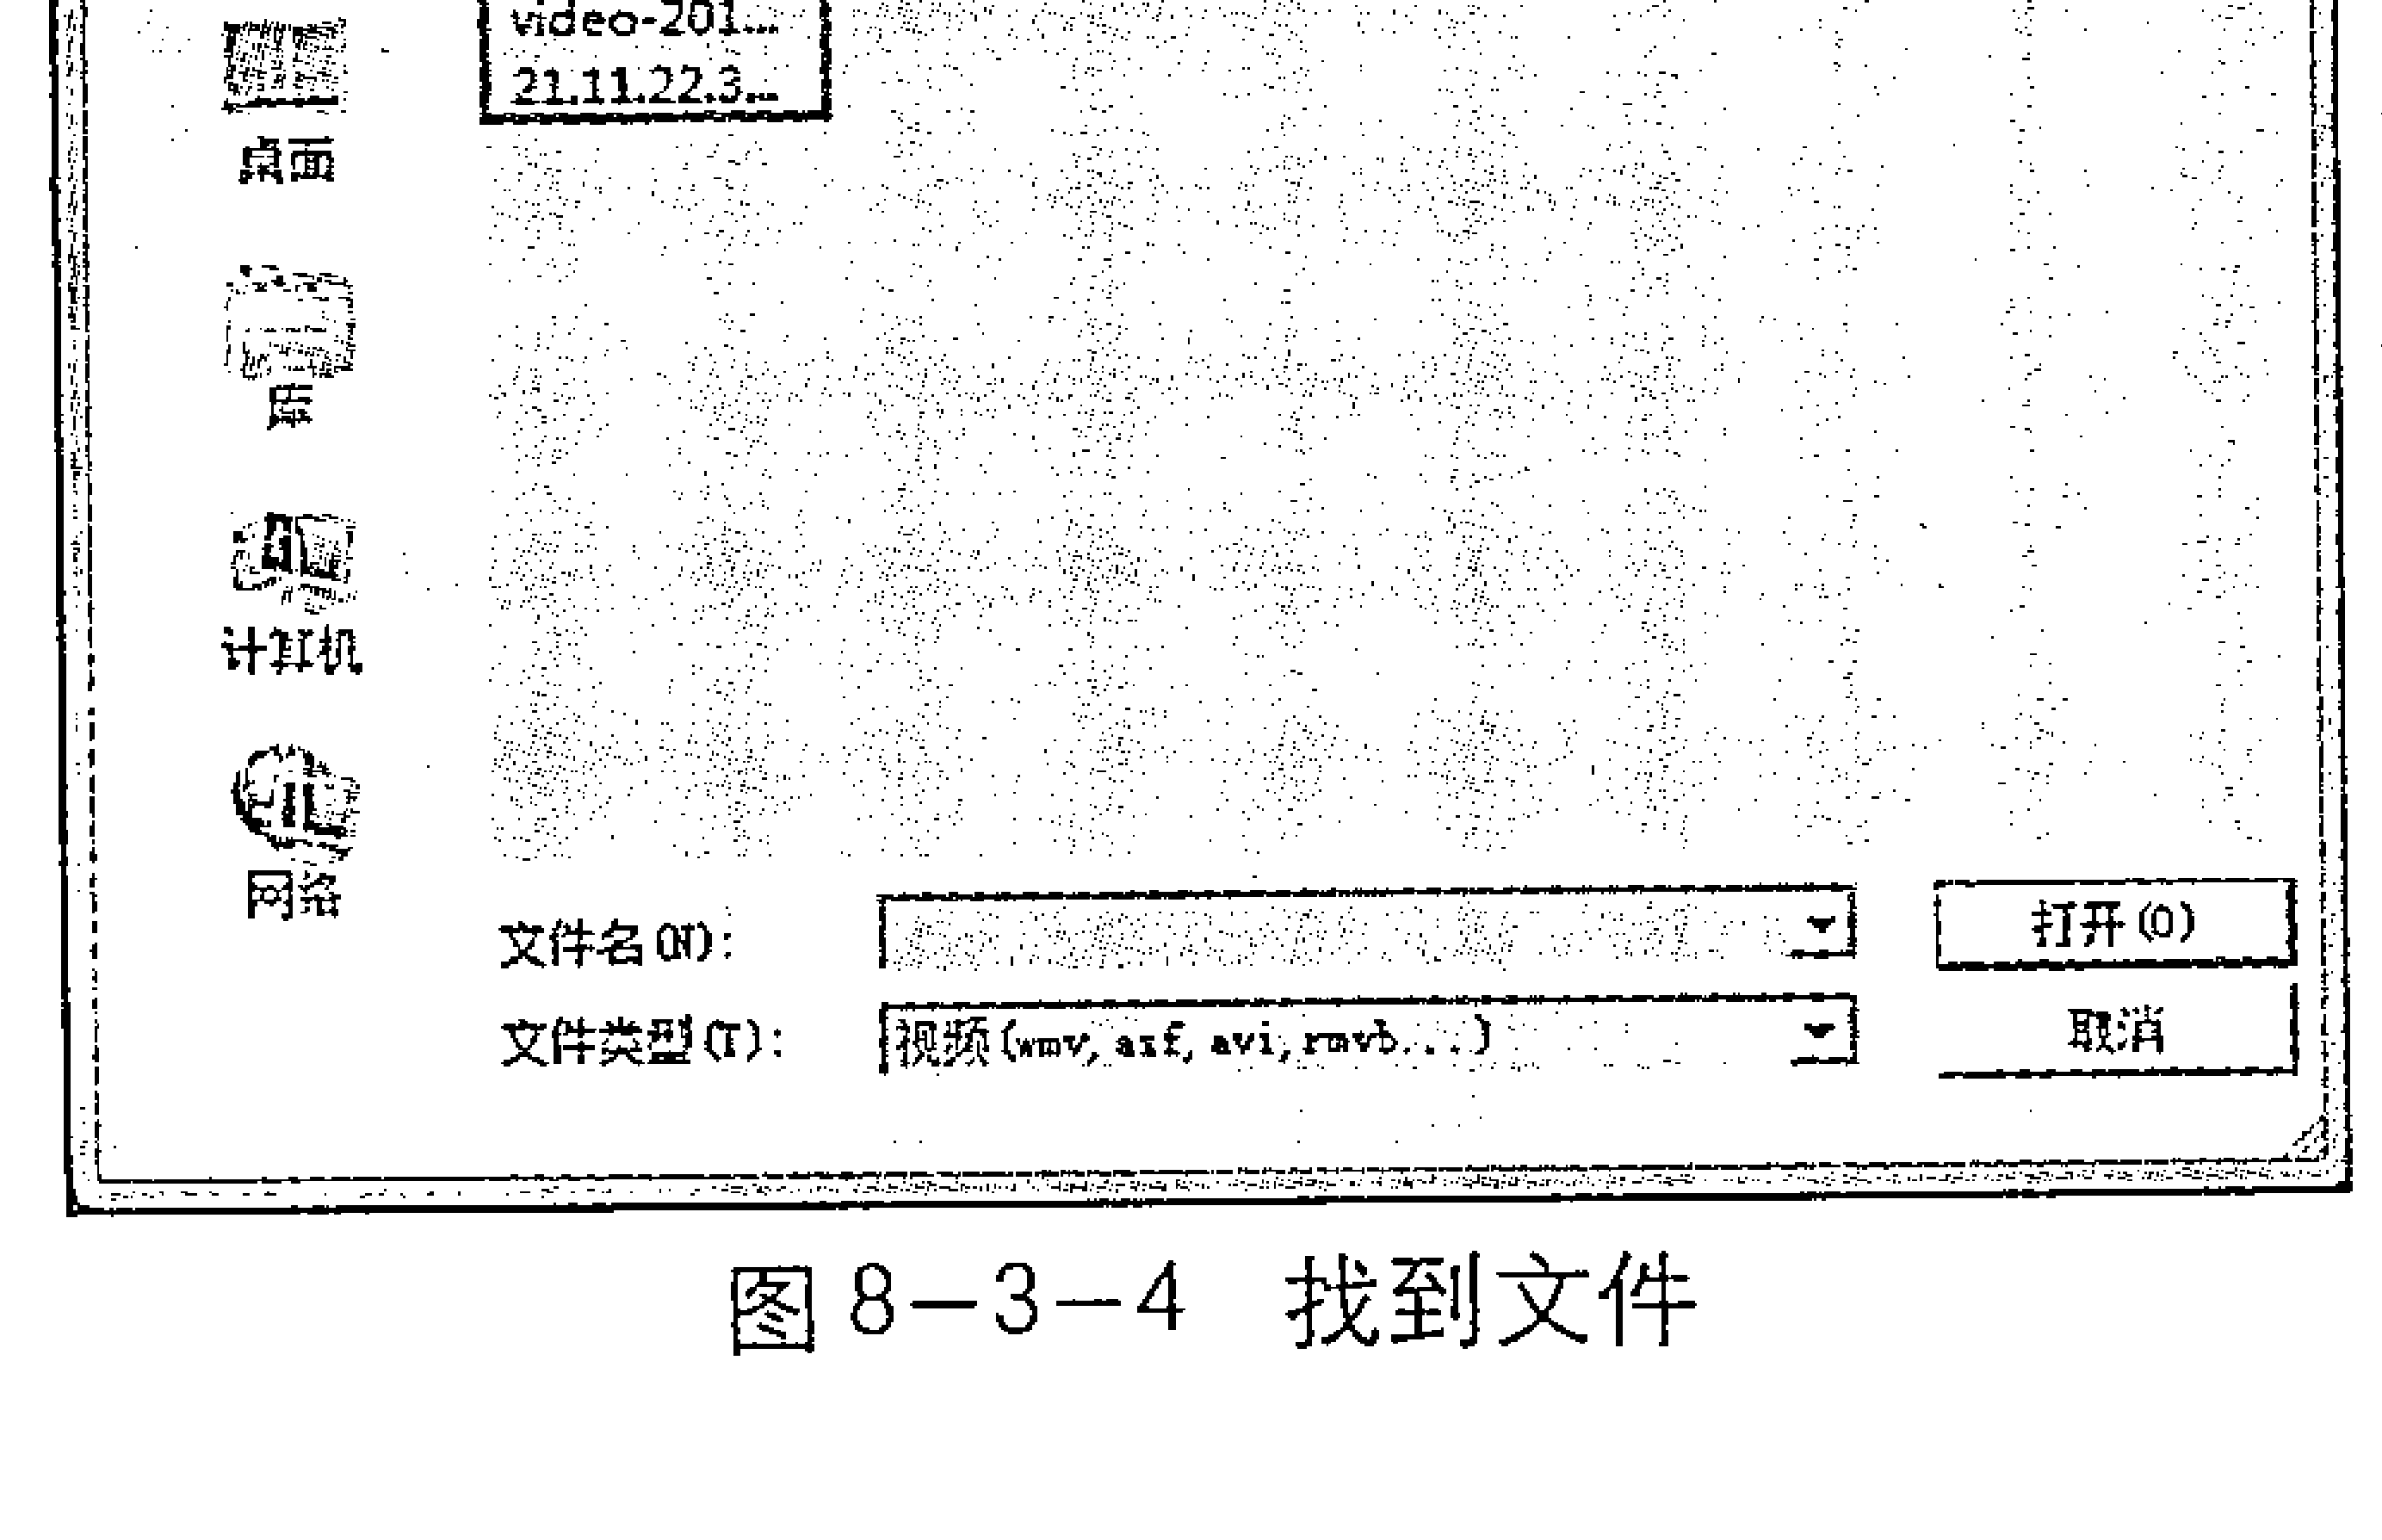 video-201...
21.11.22.3...
桌面
库
计算机
网络
文件名(N):
打开(O)
文件类型(T):
视频(wmv, asf, avi, rmvb...)
取消
图 8-3-4 找到文件